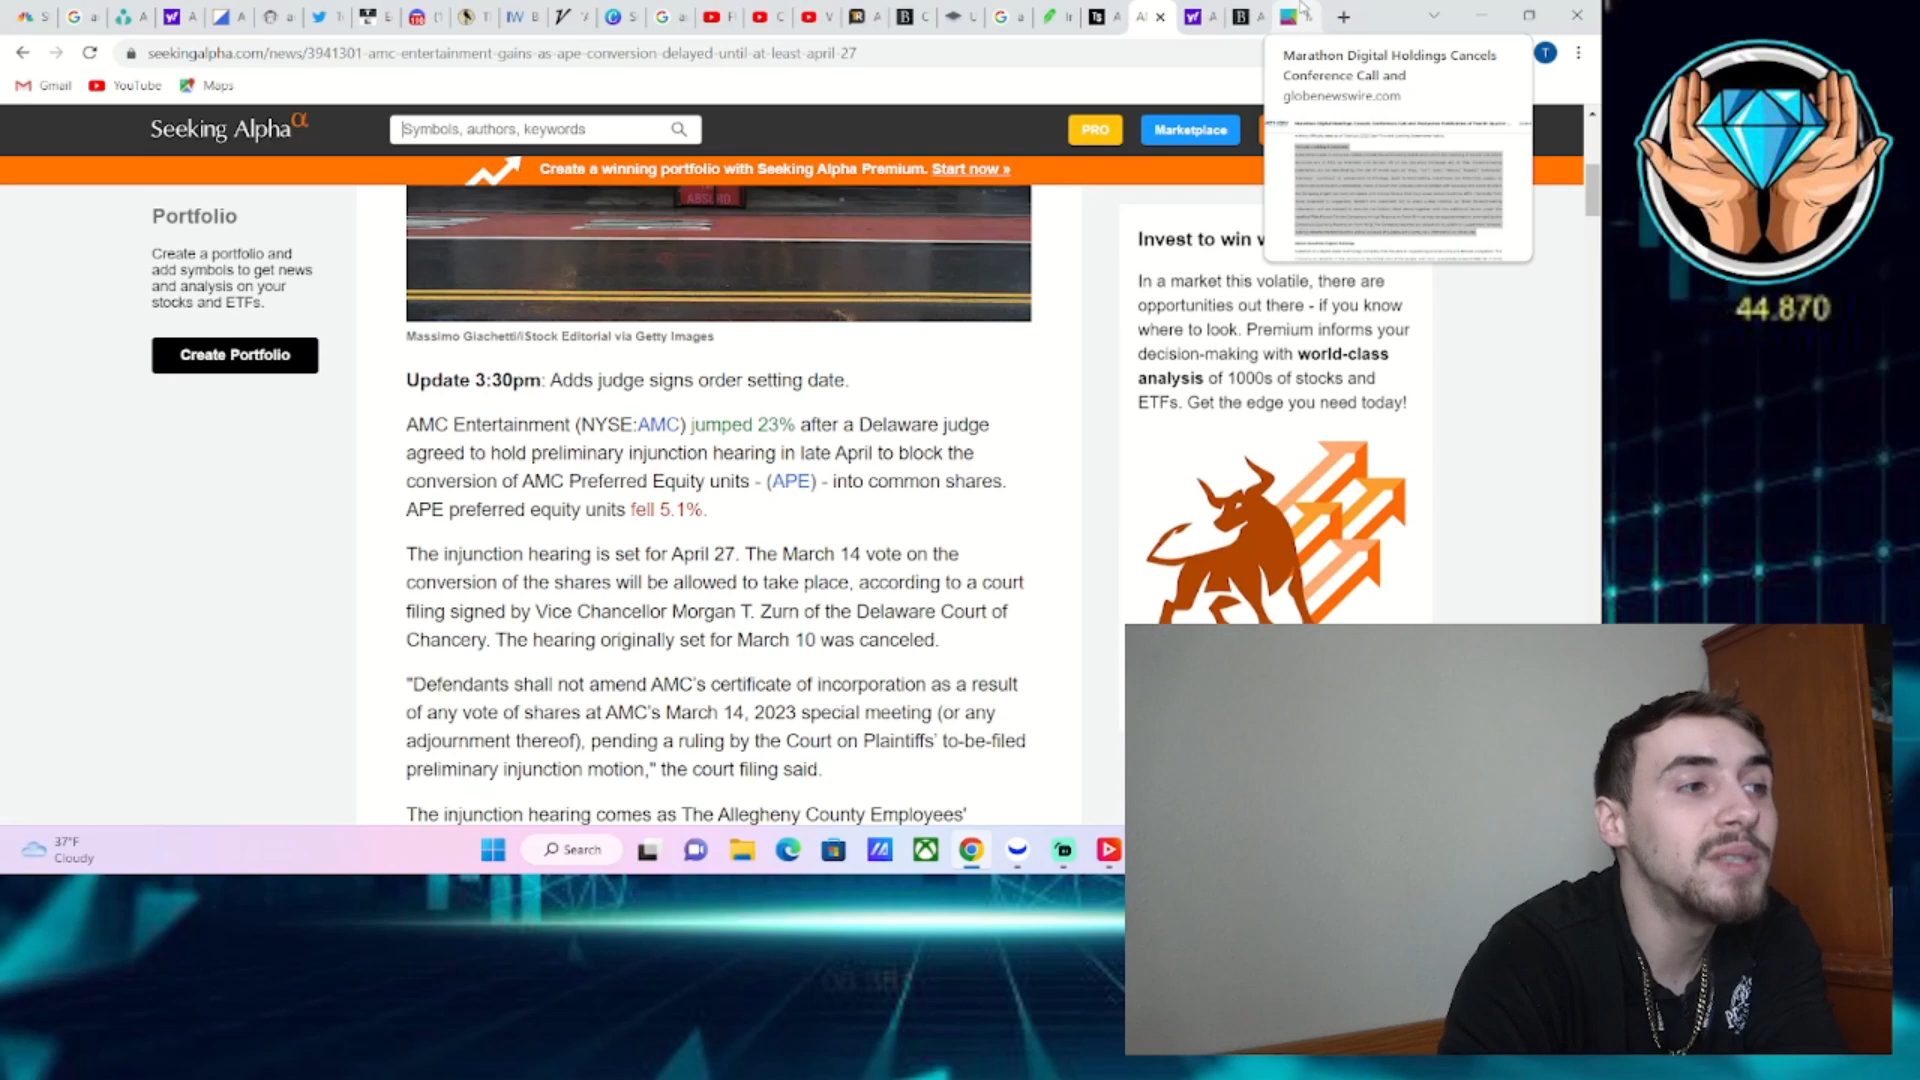 seekingalpha.com/news/3941301-amc-entertainment-gains-as-ape-conversion-delayed-until-at-least-april-27
Gmail YouTube Maps
Marathon Digital Holdings Cancels
Conference Call and
globenewswire.com
T
Seeking Alpha α
Symbols, authors, keywords
PRO
Marketplace
Create a winning portfolio with Seeking Alpha Premium. Start now »
44.870
Portfolio
Create a portfolio and
add symbols to get news
and analysis on your
stocks and ETFs.
Create Portfolio
ABSURD
Massimo Giachetti/iStock Editorial via Getty Images
Update 3:30pm: Adds judge signs order setting date.
AMC Entertainment (NYSE:AMC) jumped 23% after a Delaware judge
agreed to hold preliminary injunction hearing in late April to block the
conversion of AMC Preferred Equity units - (APE) - into common shares.
APE preferred equity units fell 5.1%.
The injunction hearing is set for April 27. The March 14 vote on the
conversion of the shares will be allowed to take place, according to a court
filing signed by Vice Chancellor Morgan T. Zurn of the Delaware Court of
Chancery. The hearing originally set for March 10 was canceled.
"Defendants shall not amend AMC's certificate of incorporation as a result
of any vote of shares at AMC's March 14, 2023 special meeting (or any
adjournment thereof), pending a ruling by the Court on Plaintiffs' to-be-filed
preliminary injunction motion," the court filing said.
The injunction hearing comes as The Allegheny County Employees'
Invest to win w
In a market this volatile, there are
opportunities out there - if you know
where to look. Premium informs your
decision-making with world-class
analysis of 1000s of stocks and
ETFs. Get the edge you need today!
37°F
Cloudy
Search